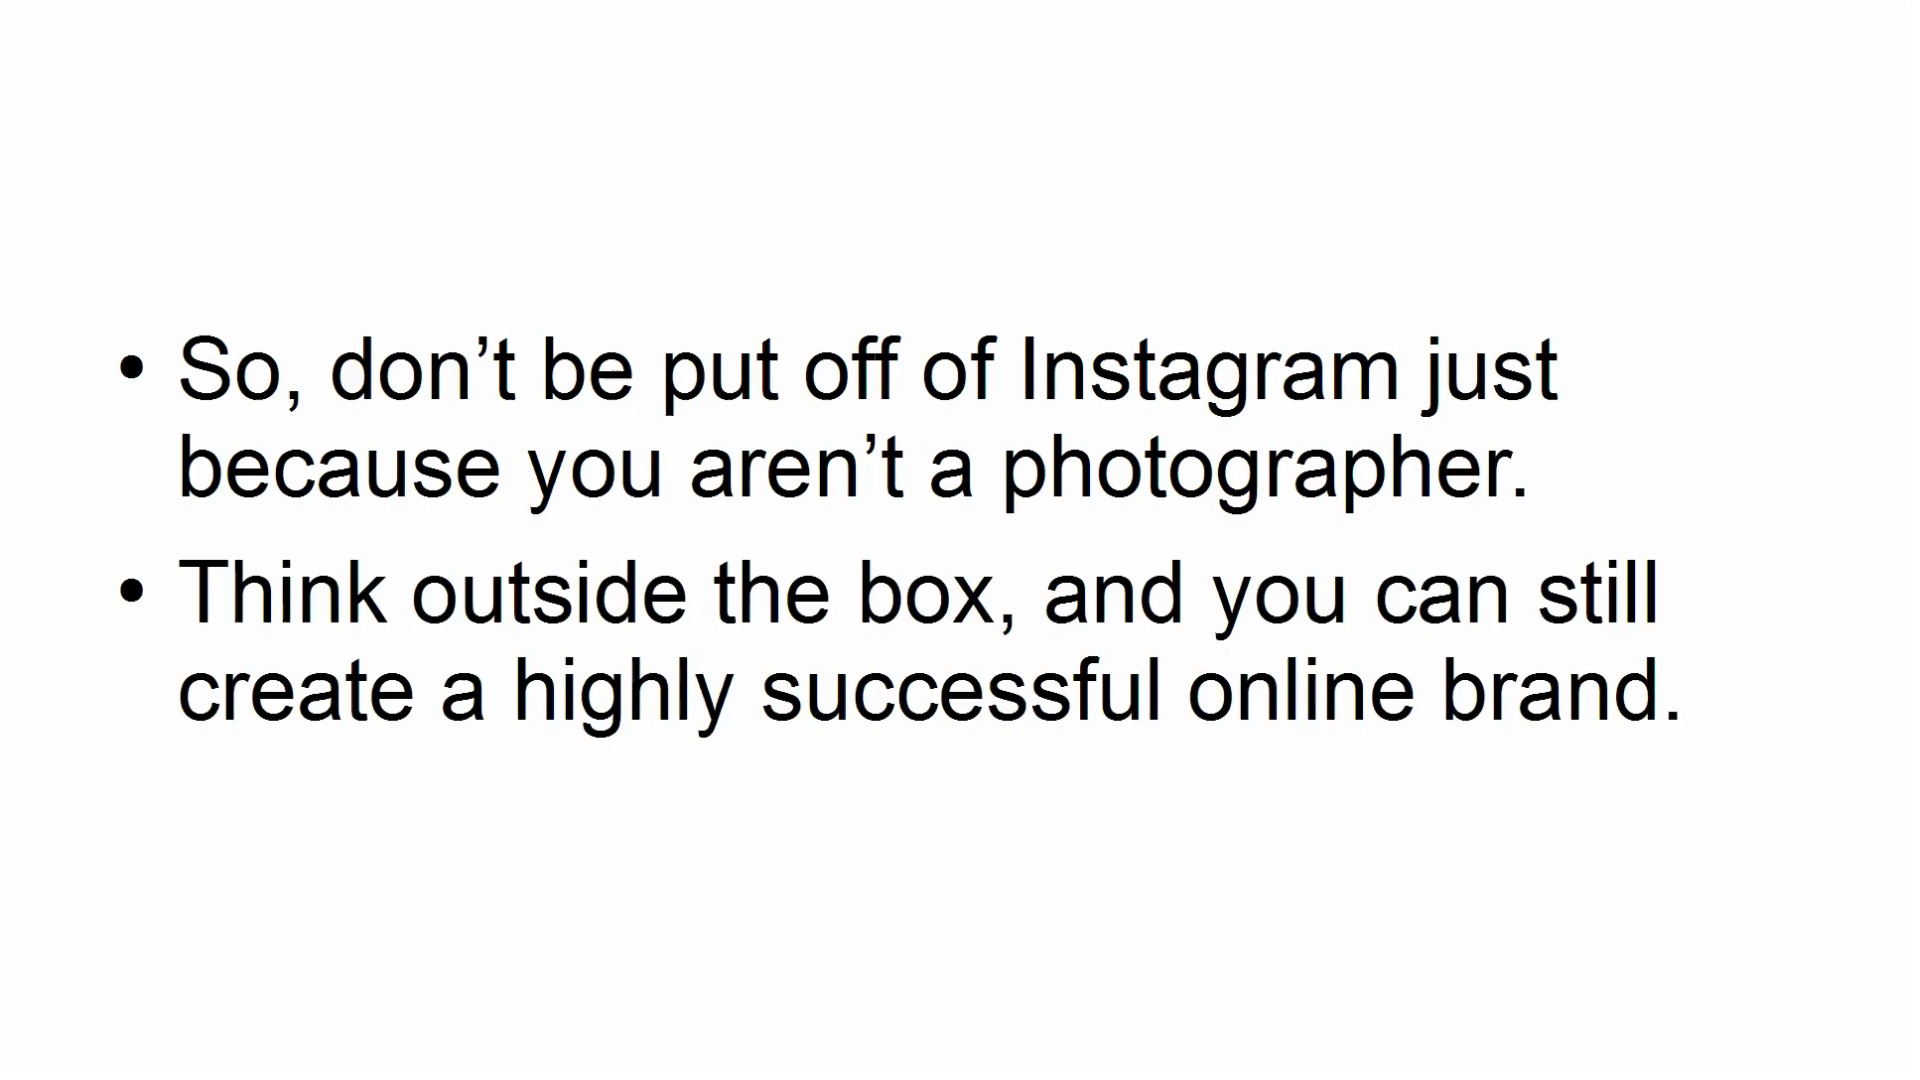 • So, don’t be put off of Instagram just
because you aren’t a photographer.
• Think outside the box, and you can still
create a highly successful online brand.